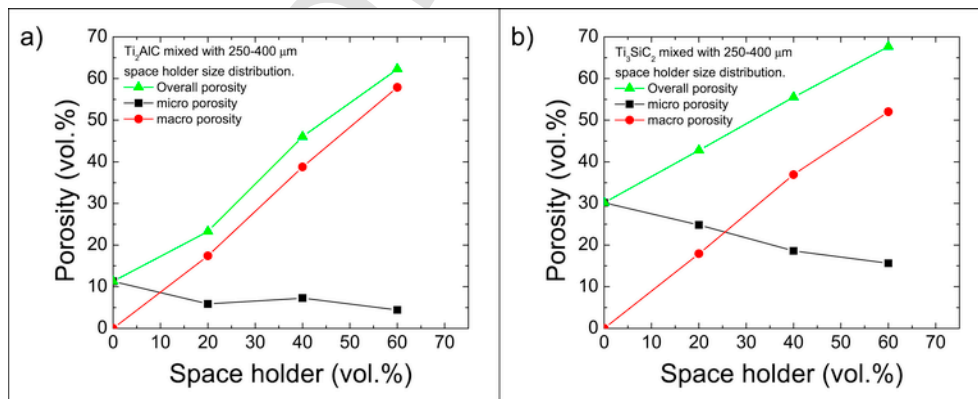 a)
Ti₂AlC mixed with 250-400 µm
space holder size distribution.
Overall porosity
micro porosity
macro porosity
Porosity (vol.%)
70
60
50
40
30
20
10
0
0 10 20 30 40 50 60 70
Space holder (vol.%)
b)
Ti₃SiC₂ mixed with 250-400 µm
space holder size distribution.
Overall porosity
micro porosity
macro porosity
Porosity (vol.%)
70
60
50
40
30
20
10
0
0 10 20 30 40 50 60 70
Space holder (vol.%)